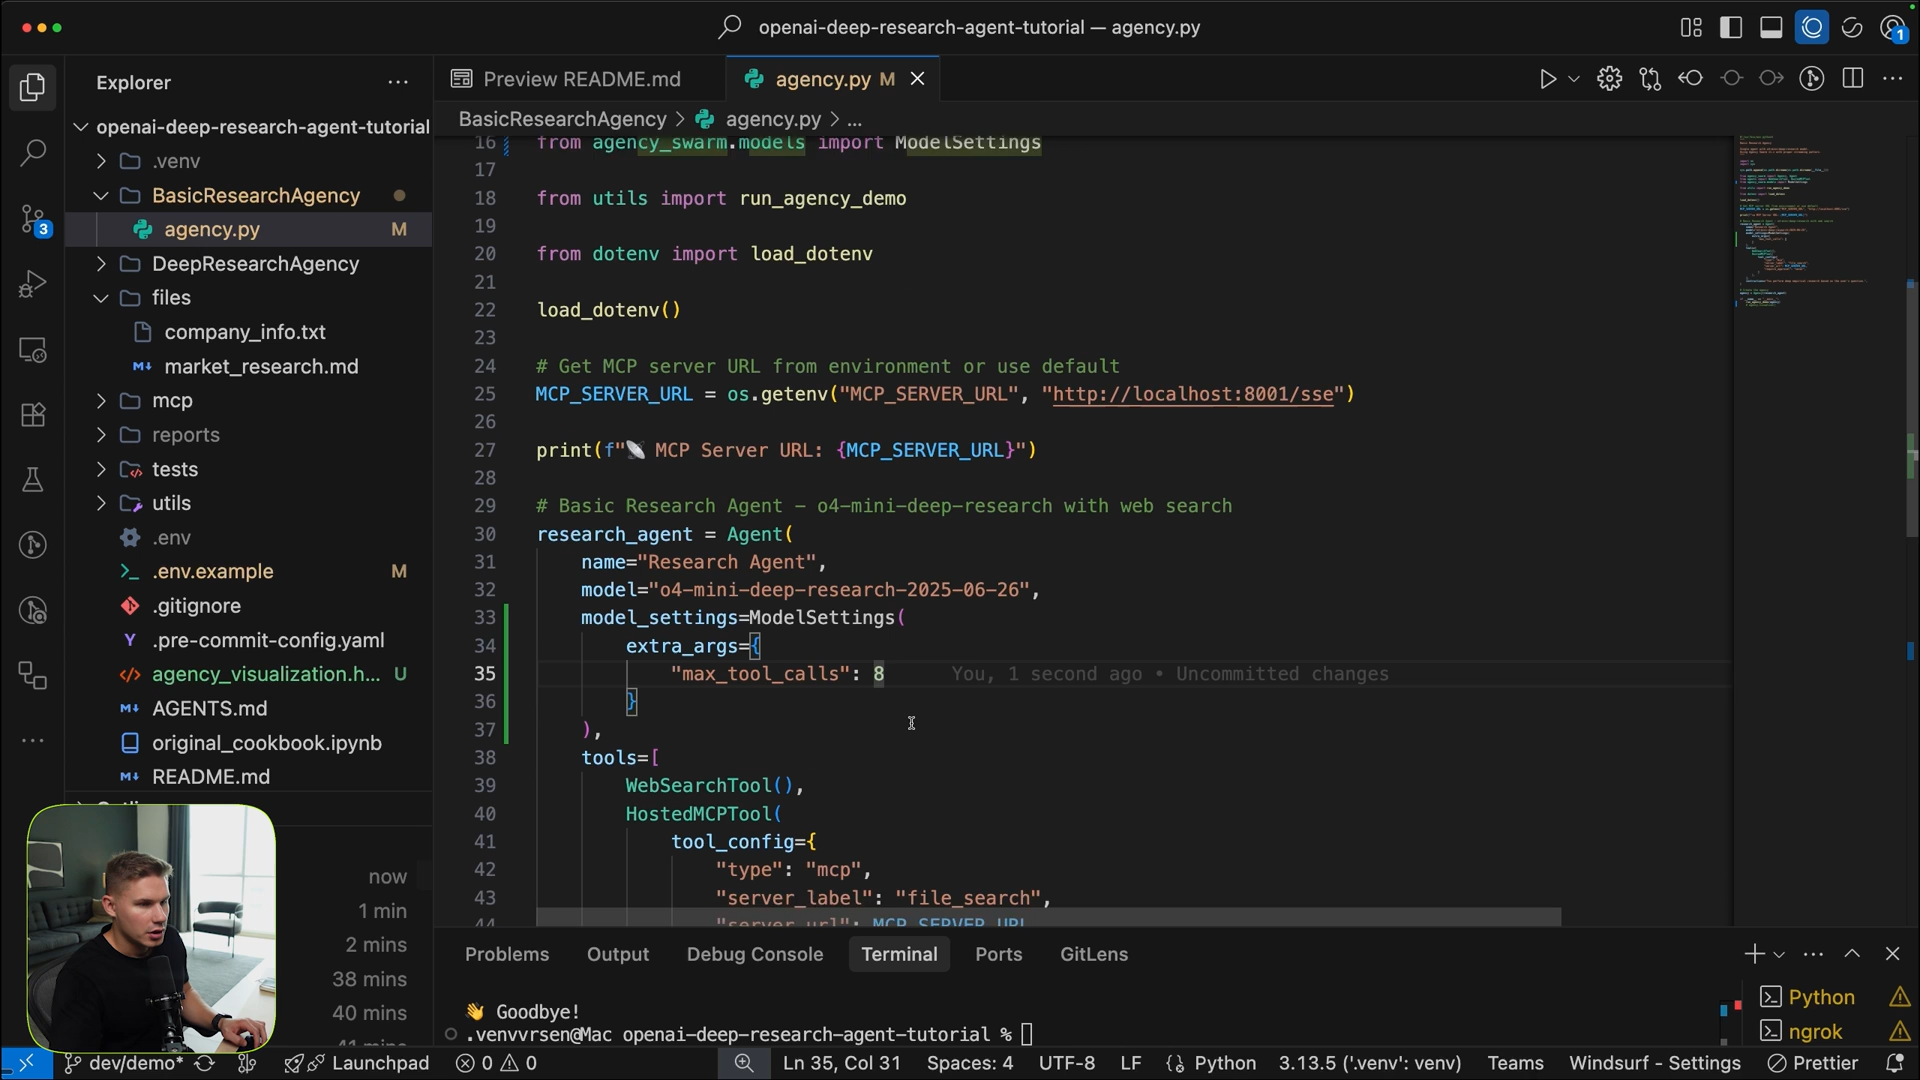 openai-deep-research-agent-tutorial — agency.py
1
Explorer
Preview README.md
agency.py M
BasicResearchAgency > agency.py > ...
openai-deep-research-agent-tutorial
.venv
BasicResearchAgency
agency.py M
DeepResearchAgency
files
company_info.txt
market_research.md
mcp
reports
tests
utils
.env
.env.example M
.gitignore
.pre-commit-config.yaml
agency_visualization.h... U
AGENTS.md
original_cookbook.ipynb
README.md
3
now
1 min
2 mins
38 mins
40 mins
16 from agency_swarm.models import ModelSettings
17
18 from utils import run_agency_demo
19
20 from dotenv import load_dotenv
21
22 load_dotenv()
23
24 # Get MCP server URL from environment or use default
25 MCP_SERVER_URL = os.getenv("MCP_SERVER_URL", "http://localhost:8001/sse")
26
27 print(f"📡 MCP Server URL: {MCP_SERVER_URL}")
28
29 # Basic Research Agent – o4-mini-deep-research with web search
30 research_agent = Agent(
31 name="Research Agent",
32 model="o4-mini-deep-research-2025-06-26",
33 model_settings=ModelSettings(
34 extra_args={
35 "max_tool_calls": 8 You, 1 second ago • Uncommitted changes
36 }
37 ),
38 tools=[
39 WebSearchTool(),
40 HostedMCPTool(
41 tool_config={
42 "type": "mcp",
43 "server_label": "file_search",
44 "server_url": MCP_SERVER_URL
Problems Output Debug Console Terminal Ports GitLens
👋 Goodbye!
.venvvrsen@Mac openai-deep-research-agent-tutorial %
Python
ngrok
dev/demo* Launchpad 0 0 Ln 35, Col 31 Spaces: 4 UTF-8 LF {} Python 3.13.5 ('.venv': venv) Teams Windsurf - Settings Prettier